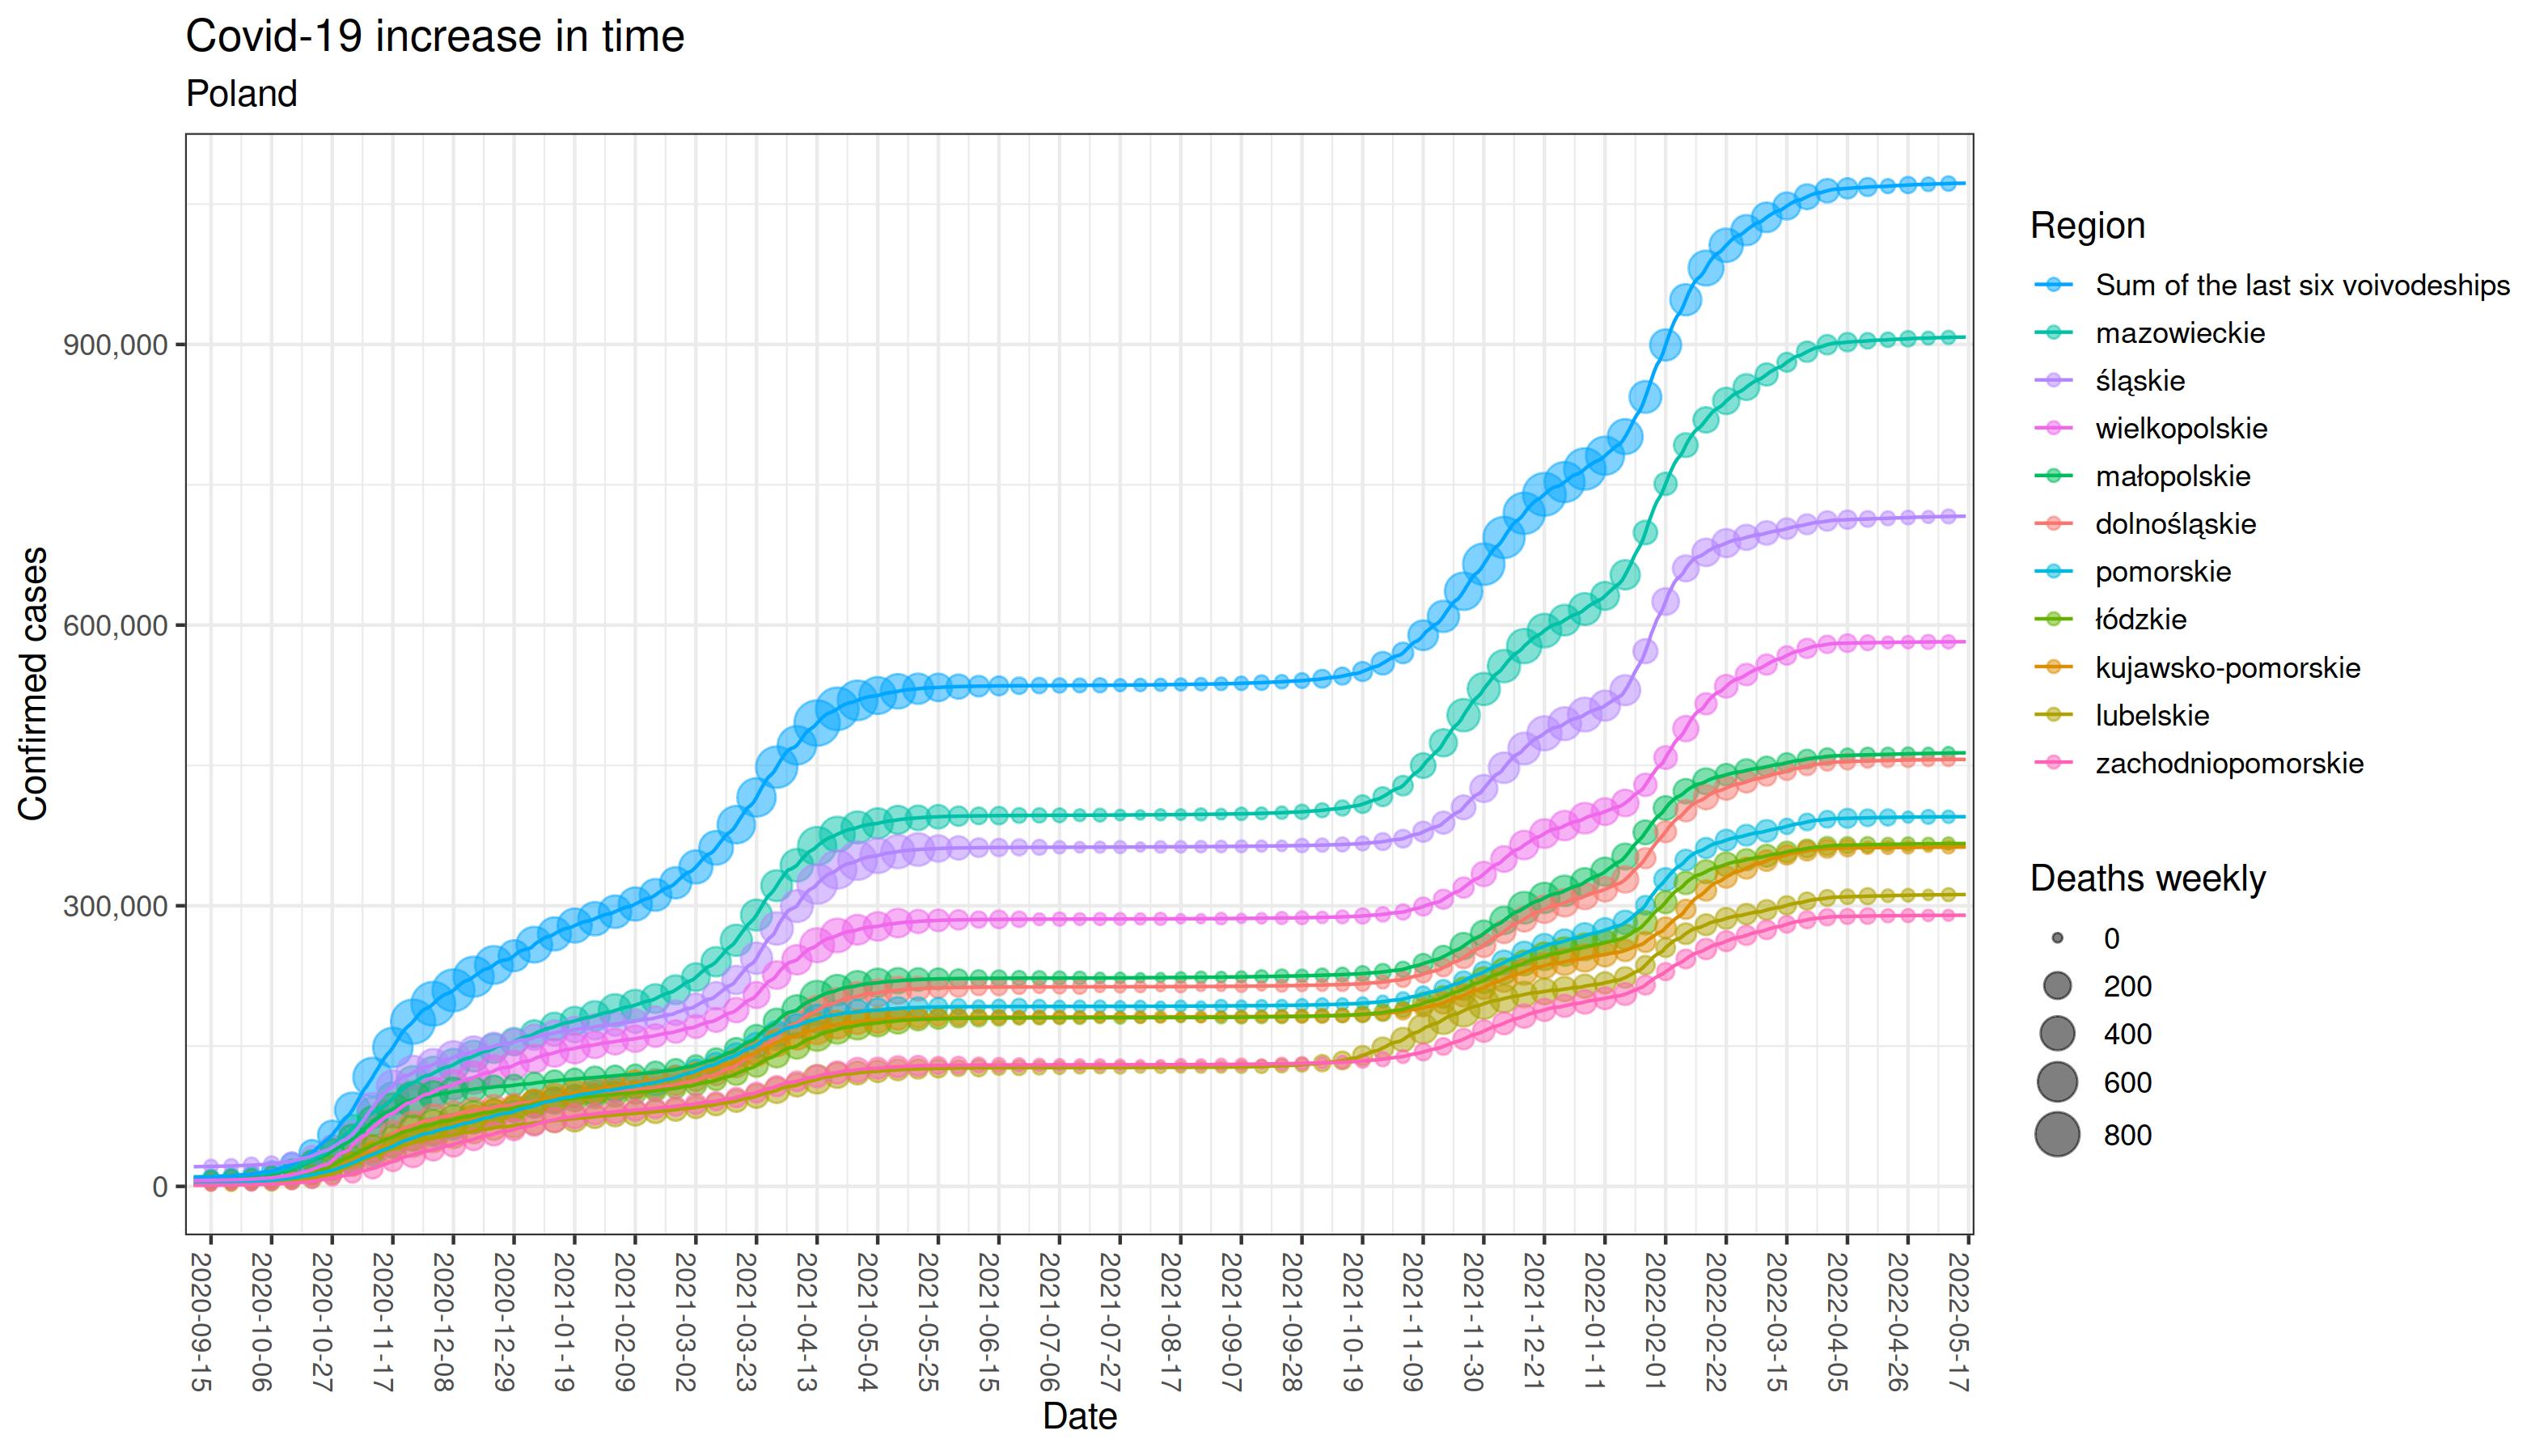 Covid-19 increase in time
Poland
Confirmed cases
900,000
600,000
300,000
0
2020-09-15
2020-10-06
2020-10-27
2020-11-17
2020-12-08
2020-12-29
2021-01-19
2021-02-09
2021-03-02
2021-03-23
2021-04-13
2021-05-04
2021-05-25
2021-06-15
2021-07-06
2021-07-27
2021-08-17
2021-09-07
2021-09-28
2021-10-19
2021-11-09
2021-11-30
2021-12-21
2022-01-11
2022-02-01
2022-02-22
2022-03-15
2022-04-05
2022-04-26
2022-05-17
Date
Region
Sum of the last six voivodeships
mazowieckie
śląskie
wielkopolskie
małopolskie
dolnośląskie
pomorskie
łódzkie
kujawsko-pomorskie
lubelskie
zachodniopomorskie
Deaths weekly
0
200
400
600
800